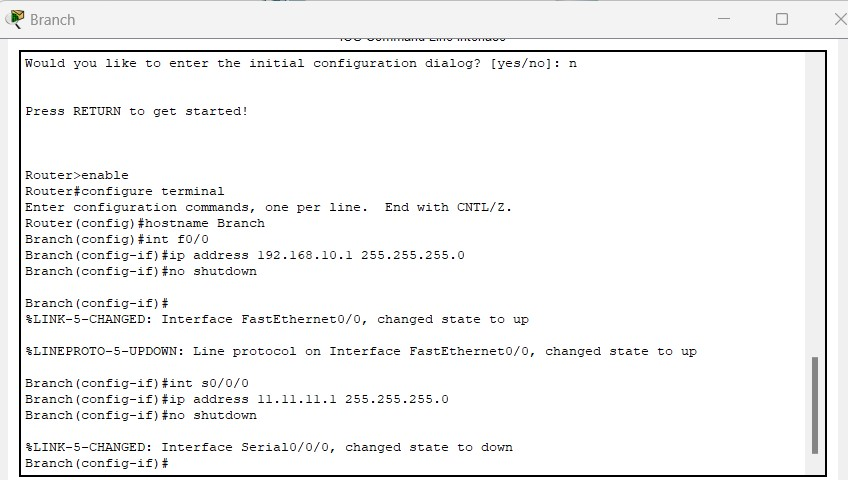 Branch
IOS Command Line Interface
Would you like to enter the initial configuration dialog? [yes/no]: n
Press RETURN to get started!
Router>enable
Router#configure terminal
Enter configuration commands, one per line.  End with CNTL/Z.
Router(config)#hostname Branch
Branch(config)#int f0/0
Branch(config-if)#ip address 192.168.10.1 255.255.255.0
Branch(config-if)#no shutdown
Branch(config-if)#
%LINK-5-CHANGED: Interface FastEthernet0/0, changed state to up
%LINEPROTO-5-UPDOWN: Line protocol on Interface FastEthernet0/0, changed state to up
Branch(config-if)#int s0/0/0
Branch(config-if)#ip address 11.11.11.1 255.255.255.0
Branch(config-if)#no shutdown
%LINK-5-CHANGED: Interface Serial0/0/0, changed state to down
Branch(config-if)#